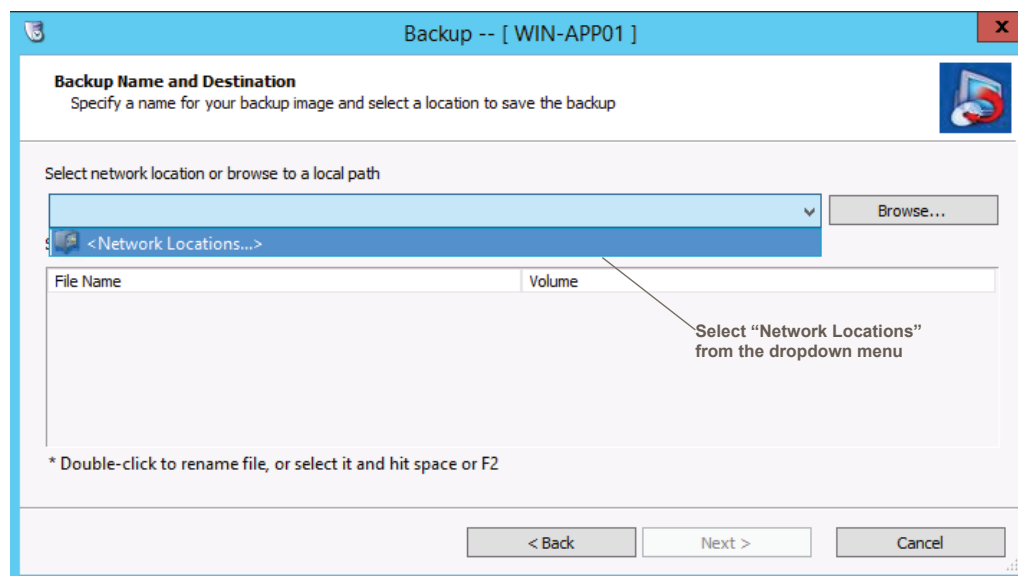 Backup -- [ WIN-APP01 ]
x
Backup Name and Destination
Specify a name for your backup image and select a location to save the backup
Select network location or browse to a local path
Browse...
<Network Locations...>
File Name
Volume
Select “Network Locations”
from the dropdown menu
* Double-click to rename file, or select it and hit space or F2
< Back
Next >
Cancel